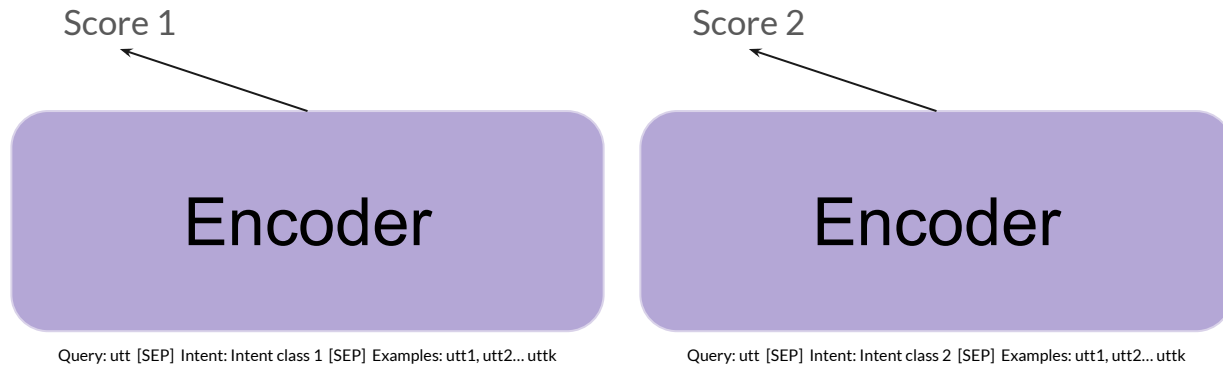 Score 1
Score 2
Encoder
Encoder
Query: utt [SEP] Intent: Intent class 1 [SEP] Examples: utt1, utt2... uttk
Query: utt [SEP] Intent: Intent class 2 [SEP] Examples: utt1, utt2... uttk